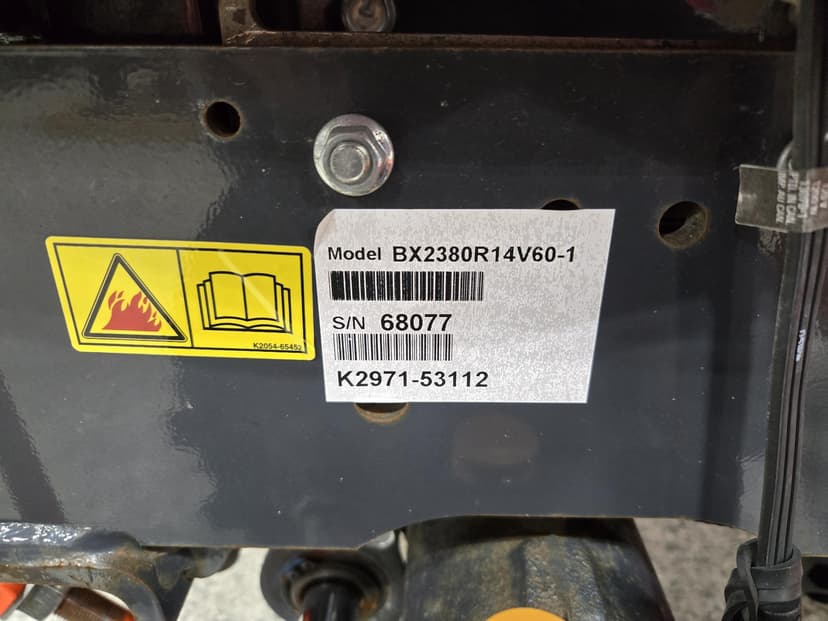 Model BX2380R14V60-1
S/N 68077
K2971-53112
K2054-65452